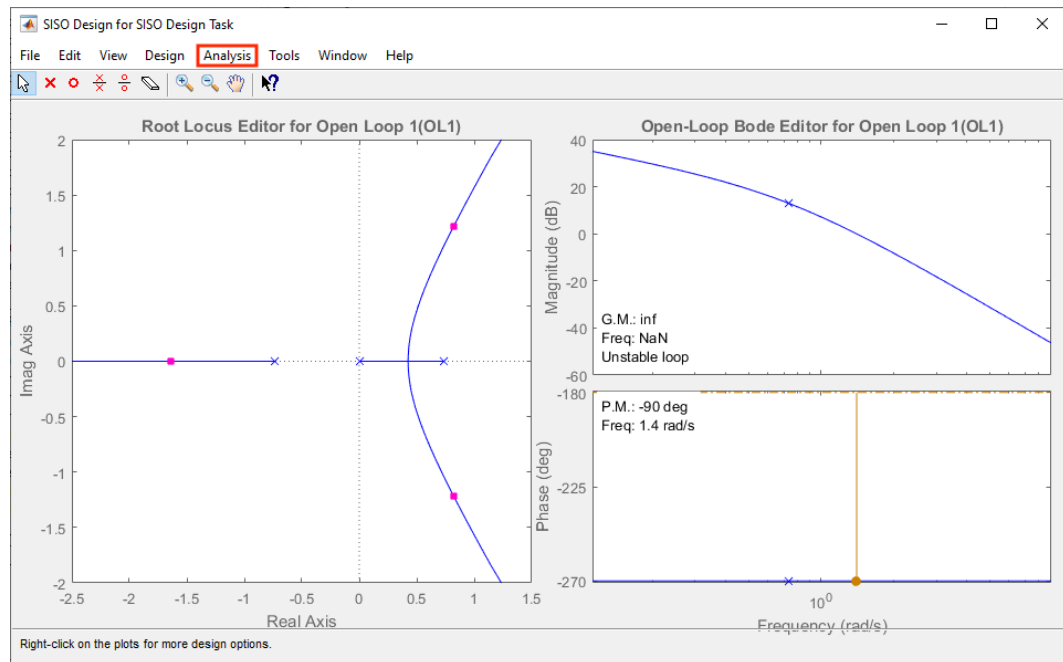 SISO Design for SISO Design Task
File Edit View Design Analysis Tools Window Help
Root Locus Editor for Open Loop 1(OL1)
2
1.5
1
0.5
0
-0.5
-1
-1.5
-2
Imag Axis
-2.5 -2 -1.5 -1 -0.5 0 0.5 1 1.5
Real Axis
Open-Loop Bode Editor for Open Loop 1(OL1)
40
20
0
-20
-40
-60
Magnitude (dB)
G.M.: inf
Freq: NaN
Unstable loop
-180
-225
-270
Phase (deg)
P.M.: -90 deg
Freq: 1.4 rad/s
10⁰
Frequency (rad/s)
Right-click on the plots for more design options.